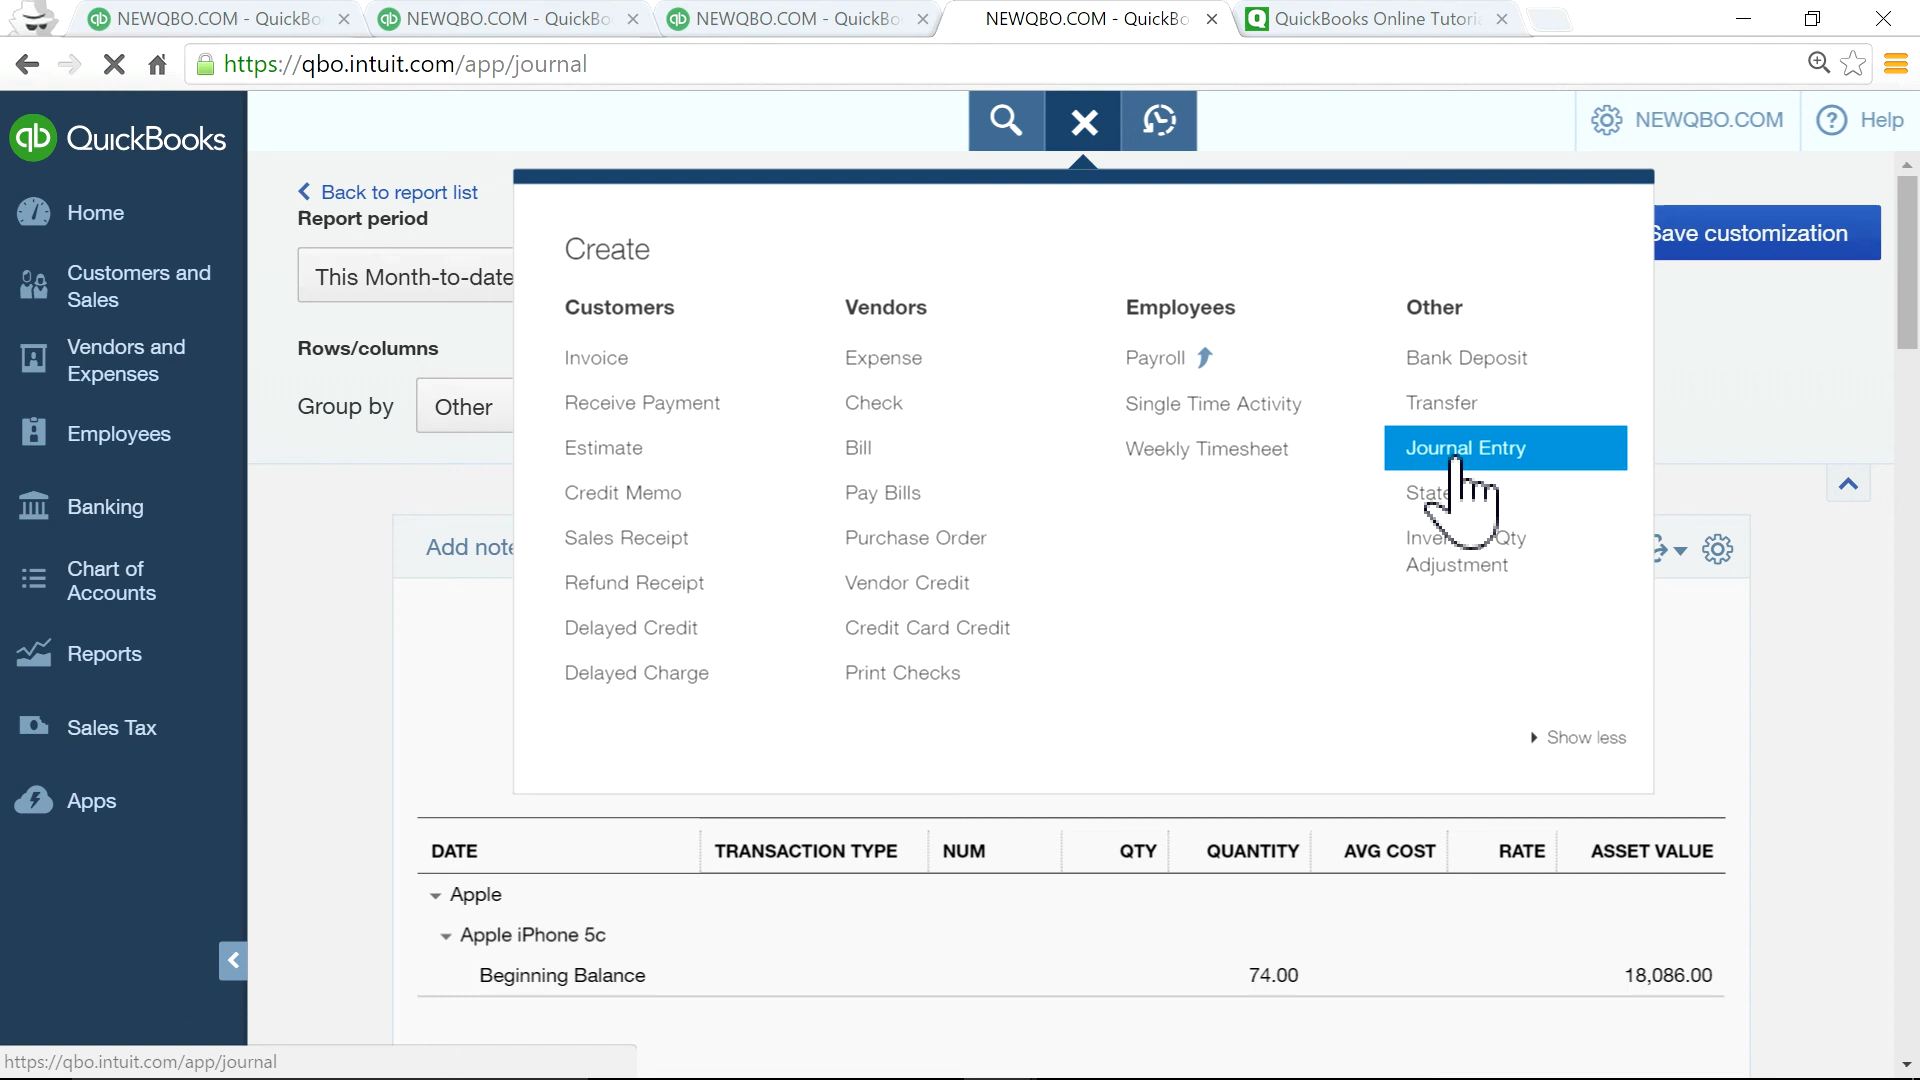 NEWQBO.COM - QuickBo
NEWQBO.COM - QuickBo
NEWQBO.COM - QuickBo
NEWQBO.COM - QuickBo
QuickBooks Online Tutori
https://qbo.intuit.com/app/journal
qb QuickBooks
NEWQBO.COM
? Help
Home
Customers and
Sales
Vendors and
Expenses
Employees
Banking
Chart of
Accounts
Reports
Sales Tax
Apps
Back to report list
Report period
This Month-to-date
Rows/columns
Group by
Other
Save customization
Add note
Create
Customers
Invoice
Receive Payment
Estimate
Credit Memo
Sales Receipt
Refund Receipt
Delayed Credit
Delayed Charge
Vendors
Expense
Check
Bill
Pay Bills
Purchase Order
Vendor Credit
Credit Card Credit
Print Checks
Employees
Payroll
Single Time Activity
Weekly Timesheet
Other
Bank Deposit
Transfer
Journal Entry
Qty
Adjustment
Show less
DATE TRANSACTION TYPE NUM QTY QUANTITY AVG COST RATE ASSET VALUE
Apple
Apple iPhone 5c
Beginning Balance 74.00 18,086.00
https://qbo.intuit.com/app/journal